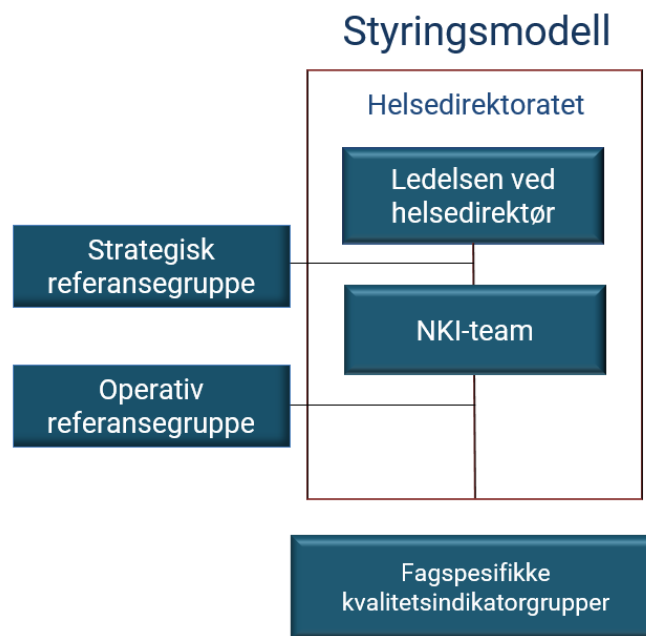 Styringsmodell
Helsedirektoratet
Ledelsen ved
helsedirektør
Strategisk
referansegruppe
NKI-team
Operativ
referansegruppe
Fagspesifikke
kvalitetsindikatorgrupper